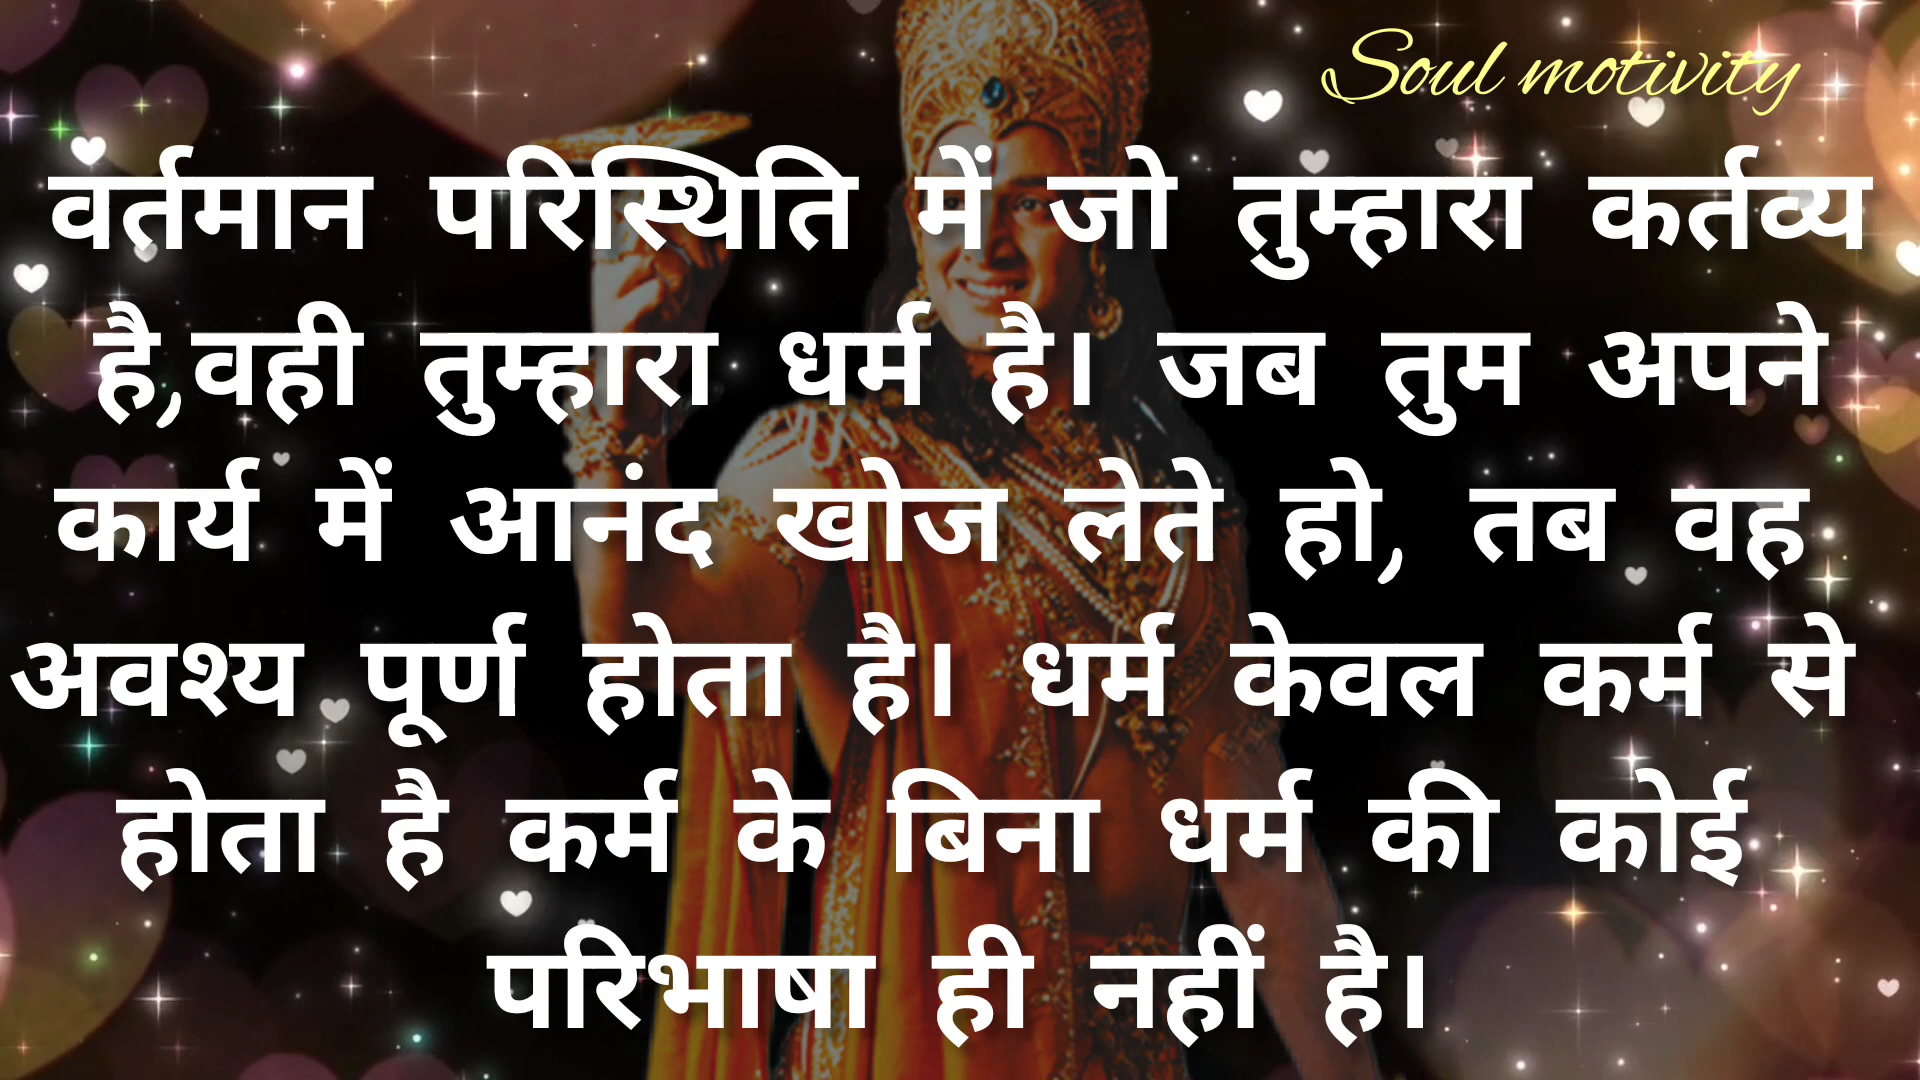 Soul motivity
वर्तमान परिस्थिति में जो तुम्हारा कर्तव्य
है,वही तुम्हारा धर्म है। जब तुम अपने
कार्य में आनंद खोज लेते हो, तब वह
अवश्य पूर्ण होता है। धर्म केवल कर्म से
होता है कर्म के बिना धर्म की कोई
परिभाषा ही नहीं है।